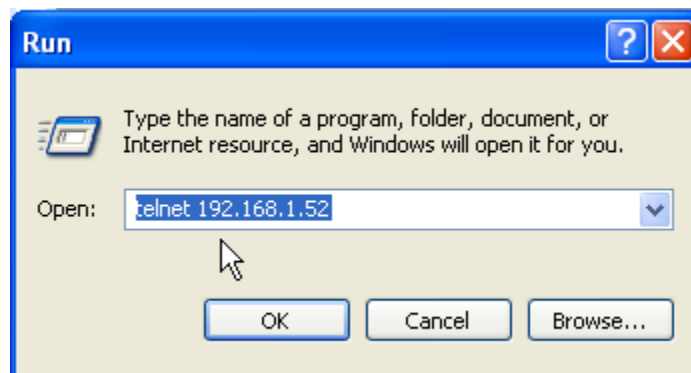 Run
Type the name of a program, folder, document, or
Internet resource, and Windows will open it for you.
Open:
telnet 192.168.1.52
OK
Cancel
Browse...